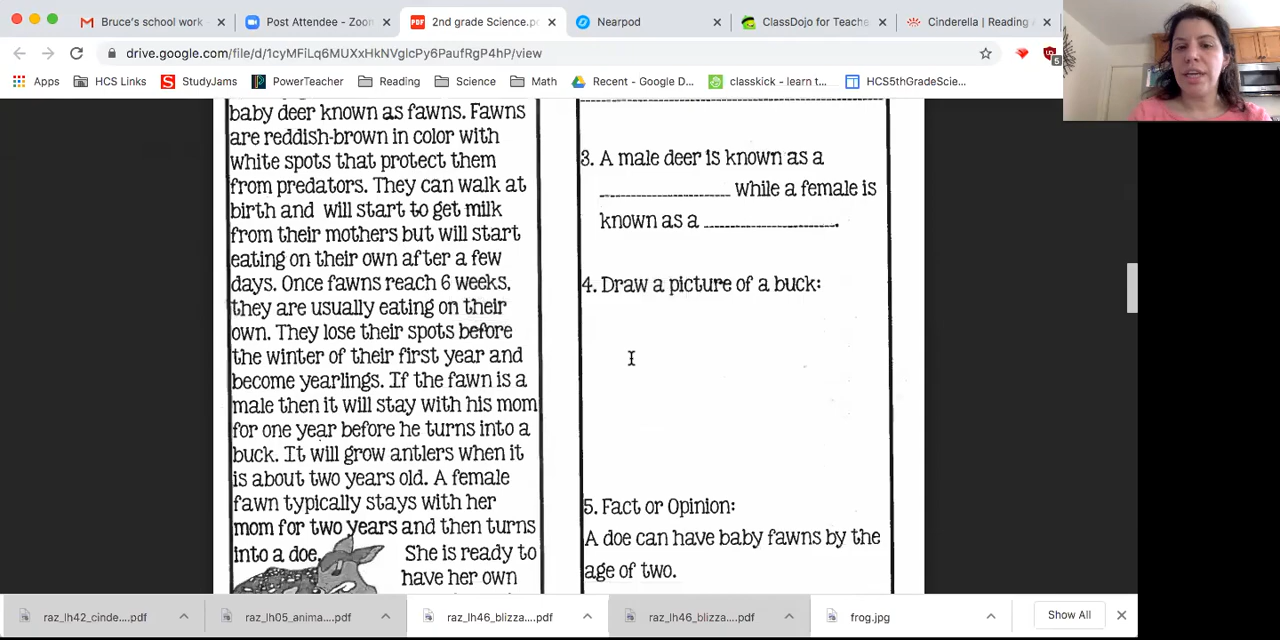 Bruce's school work
Post Attendee - Zoom
2nd grade Science.pdf
Nearpod
ClassDojo for Teache
Cinderella | Reading A
drive.google.com/file/d/1cyMFiLq6MUXxHkNVglcPy6PaufRgP4hP/view
5
Apps
HCS Links
StudyJams
PowerTeacher
Reading
Science
Math
Recent - Google D...
classkick - learn t...
HCS5thGradeScie...
baby deer known as fawns. Fawns
are reddish-brown in color with
white spots that protect them
from predators. They can walk at
birth and will start to get milk
from their mothers but will start
eating on their own after a few
days. Once fawns reach 6 weeks,
they are usually eating on their
own. They lose their spots before
the winter of their first year and
become yearlings. If the fawn is a
male then it will stay with his mom
for one year before he turns into a
buck. It will grow antlers when it
is about two years old. A female
fawn typically stays with her
mom for two years and then turns
into a doe. She is ready to
have her own
3. A male deer is known as a
while a female is
known as a .
4. Draw a picture of a buck:
5. Fact or Opinion:
A doe can have baby fawns by the
age of two.
raz_lh42_cinde....pdf
raz_lh05_anima....pdf
raz_lh46_blizza....pdf
raz_lh46_blizza....pdf
frog.jpg
Show All